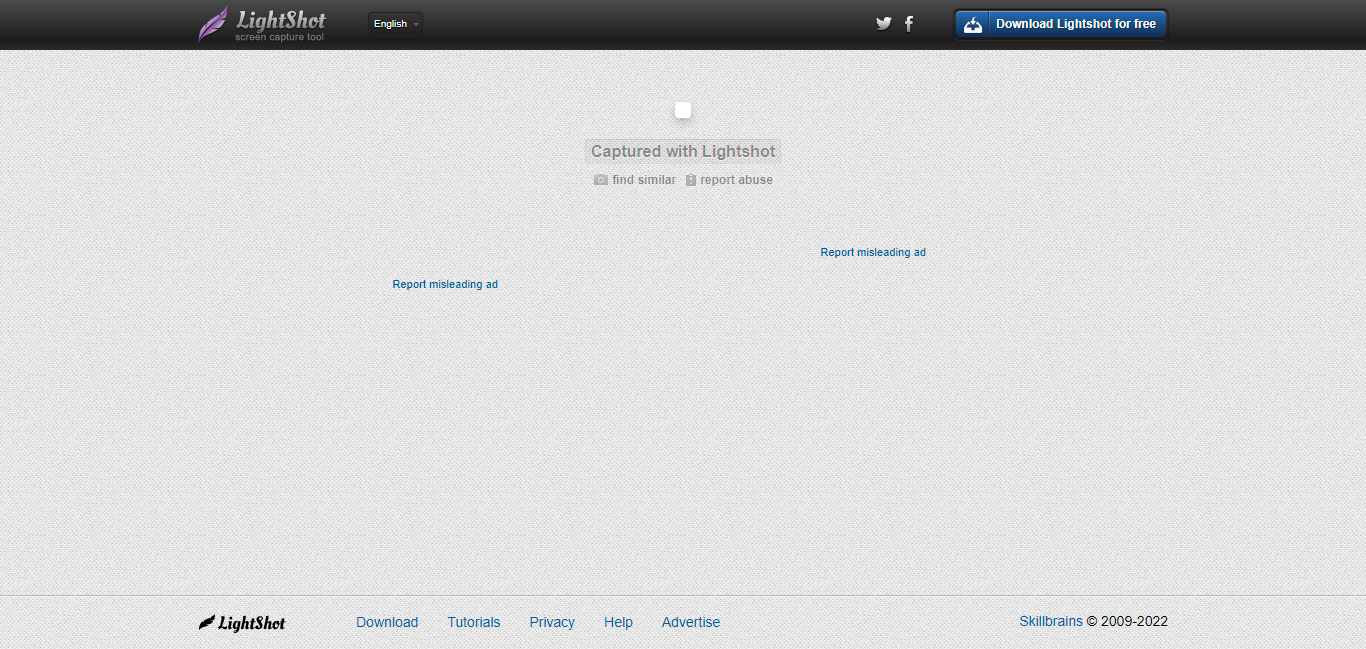 LightShot
screen capture tool
English
Download Lightshot for free
Captured with Lightshot
find similar report abuse
Report misleading ad
Report misleading ad
LightShot Download Tutorials Privacy Help Advertise Skillbrains © 2009-2022